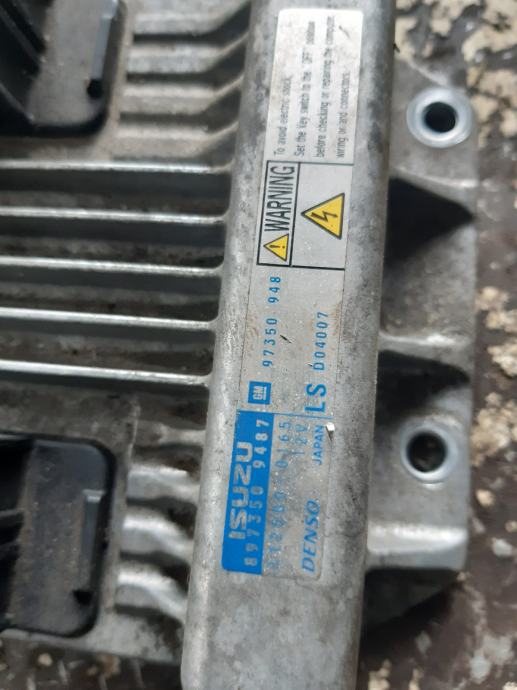 ISUZU
897350 9487
12V
DENSO JAPAN
GM 97350 948
LS D04007
WARNING
To avoid electric shock,
Set the key switch to the "OFF" position
before checking or repairing the computer,
wiring and connectors.